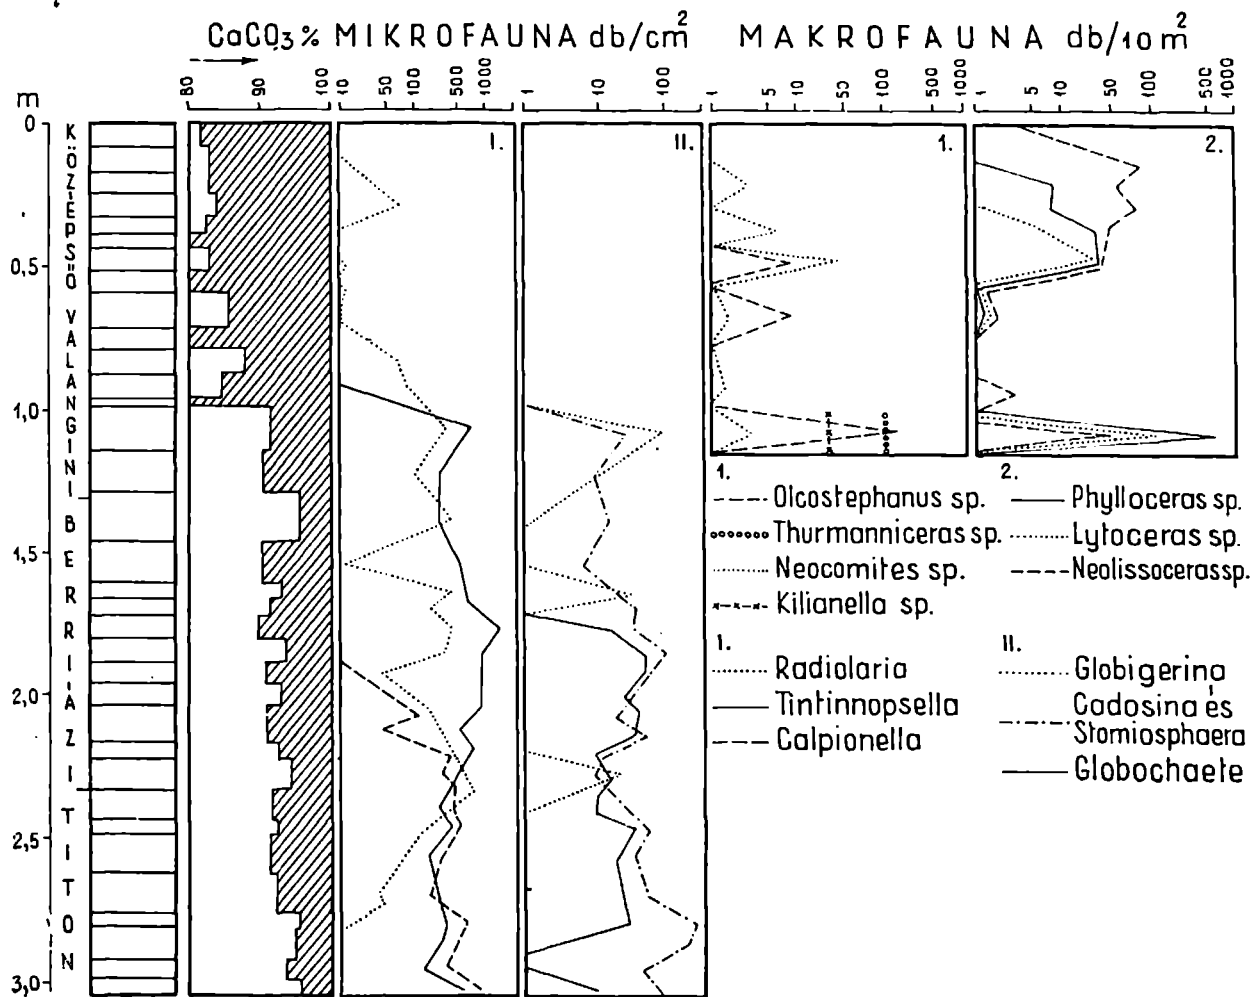 CaCO3% MIKROFAUNA db/cm2 MAKROFAUNA db/10 m2
80 90 100 10 50 100 500 1000 1 10 100 1 5 10 50 100 500 1000 1 5 10 50 100 500 1000
m
0
0,5
1,0
1,5
2,0
2,5
3,0
KÖZÉPSŐ VALANGINI
BERRIÁZI
TITON
I.
II.
1.
2.
1.
Olcostephanus sp.
Thurmanniceras sp.
Neocomites sp.
Kilianella sp.
2.
Phylloceras sp.
Lytoceras sp.
Neolissoceras sp.
I.
Radiolaria
Tintinnopsella
Calpionella
II.
Globigerina
Cadosina és
Stomiosphaera
Globochaete